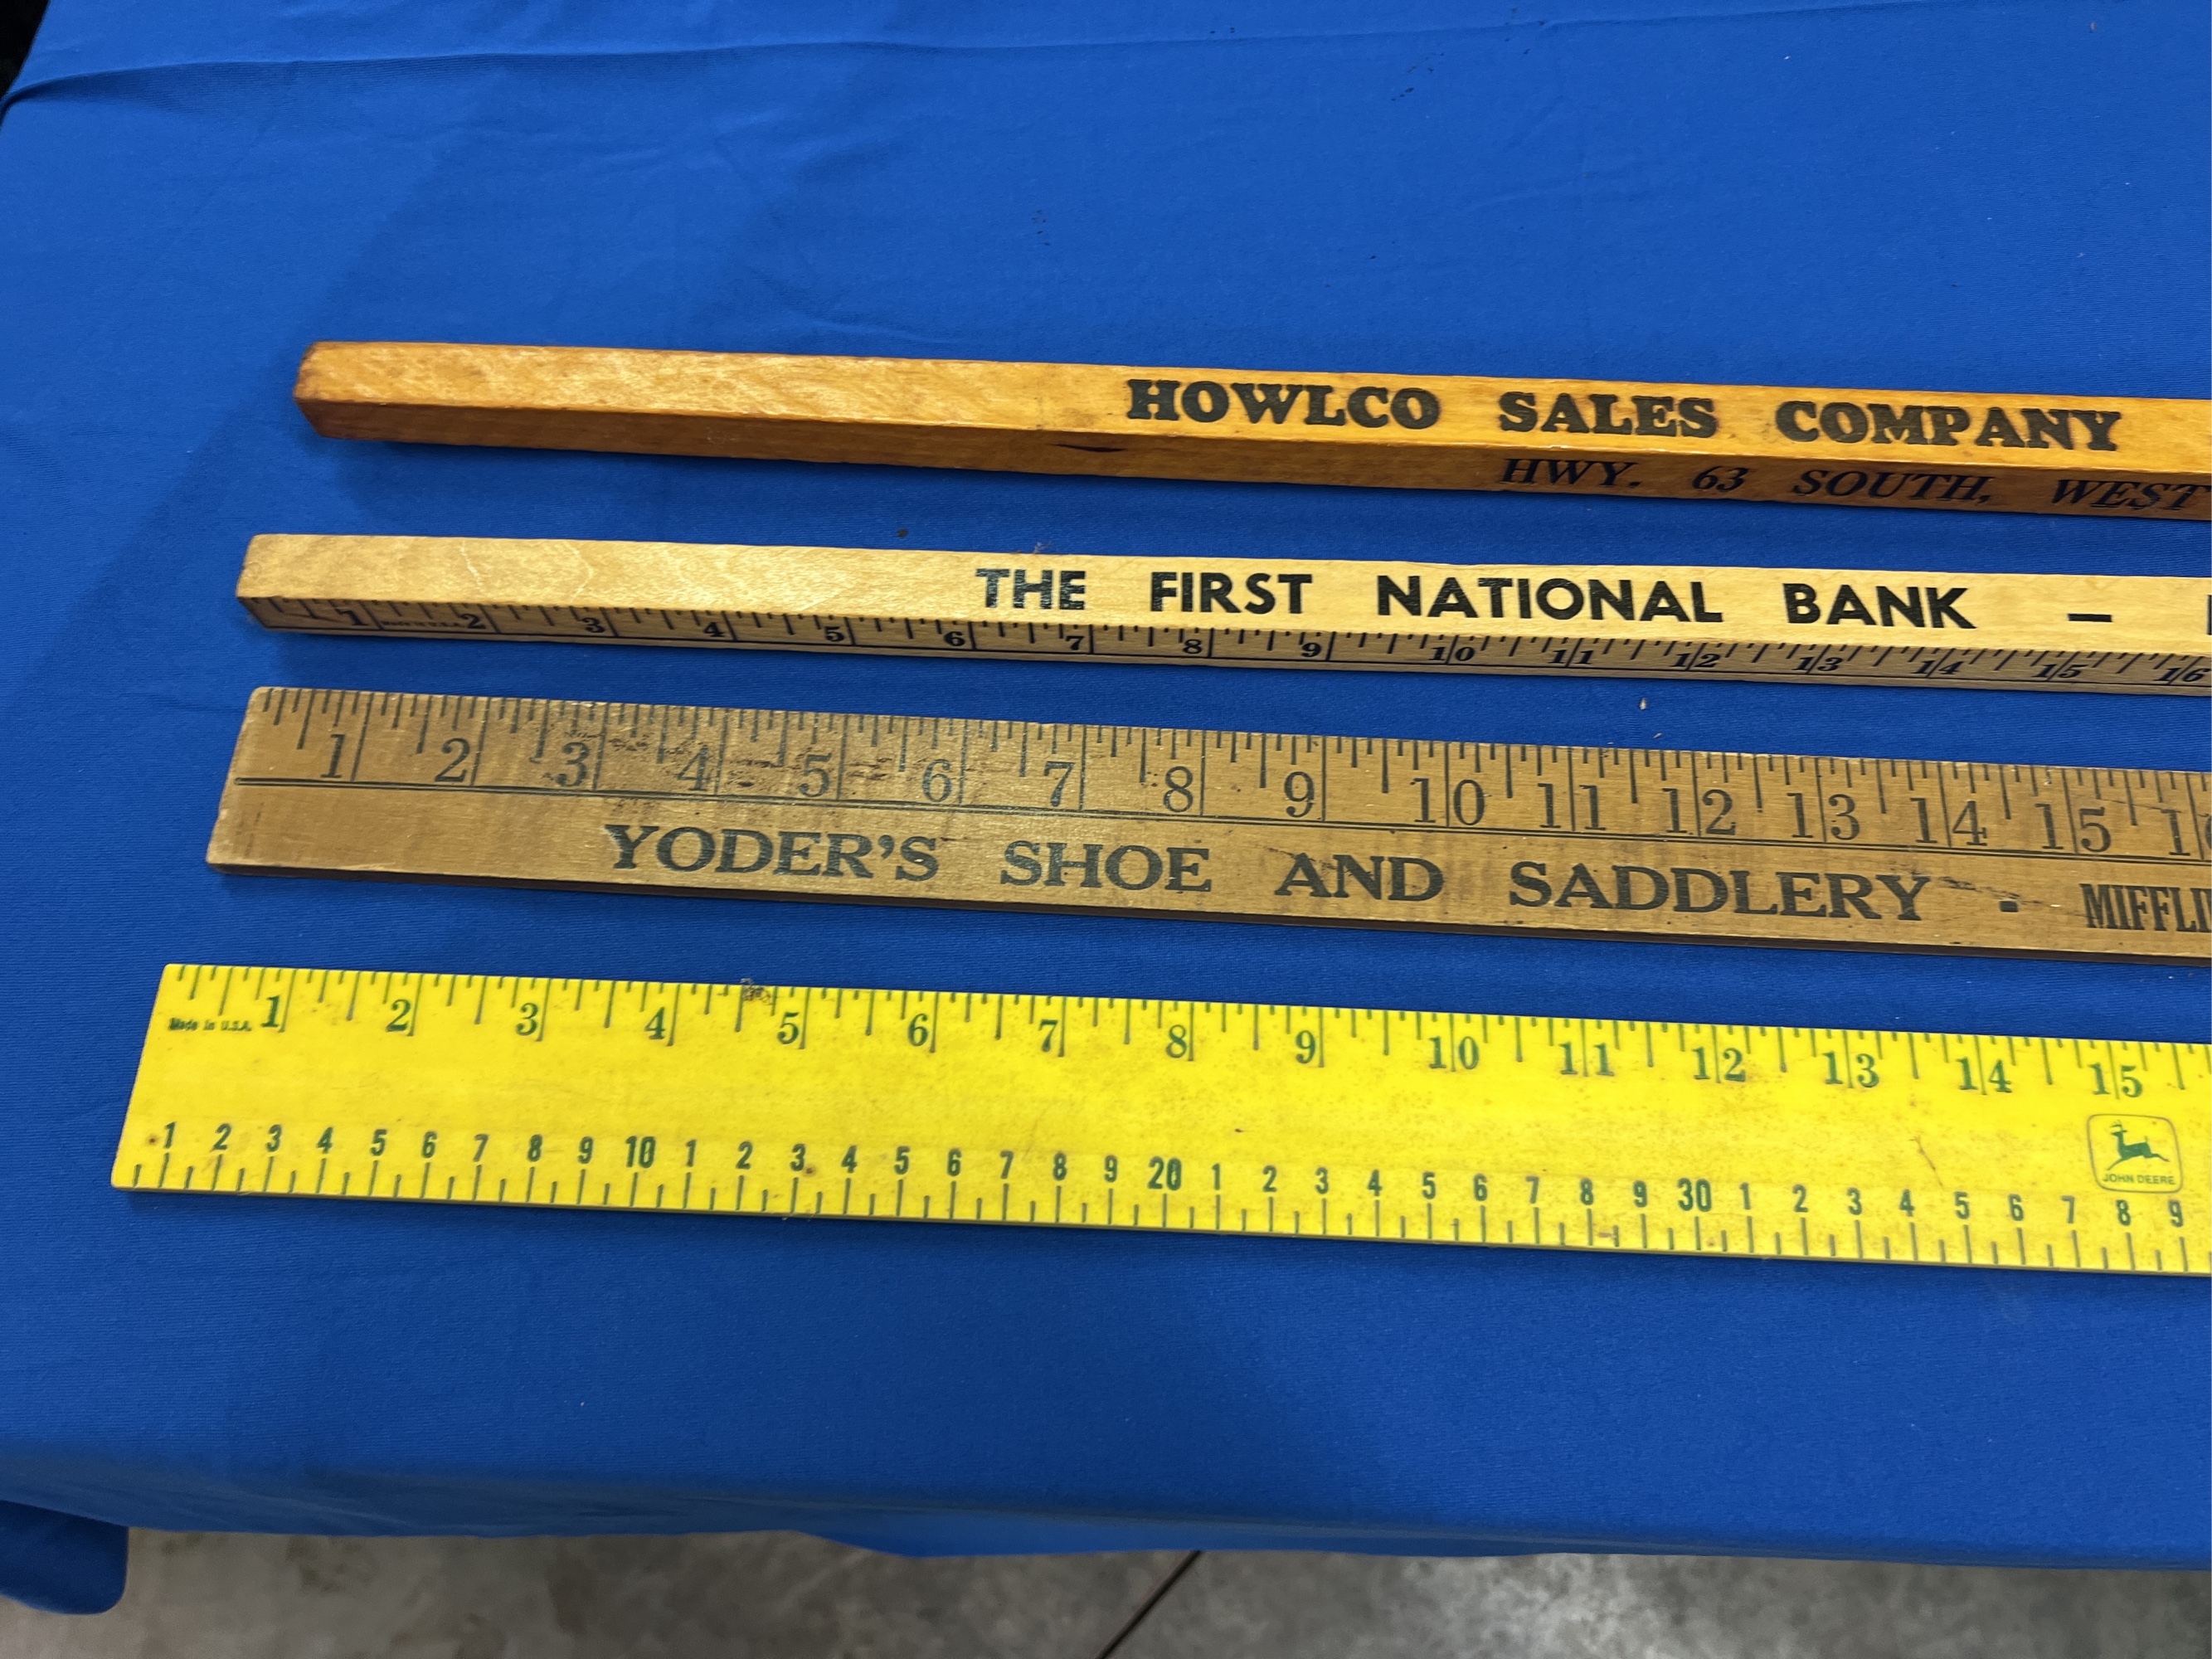 HOWLCO SALES COMPANY
HWY. 63 SOUTH, WEST
THE FIRST NATIONAL BANK –
1 MADE IN U.S.A. 2 3 4 5 6 7 8 9 10 11 12 13 14 15 16
1 2 3 4 5 6 7 8 9 10 11 12 13 14 15
YODER'S SHOE AND SADDLERY · MIFFLI
1 2 3 4 5 6 7 8 9 10 11 12 13 14 15
Made In U.S.A.
JOHN DEERE
1 2 3 4 5 6 7 8 9 10 1 2 3 4 5 6 7 8 9 20 1 2 3 4 5 6 7 8 9 30 1 2 3 4 5 6 7 8 9